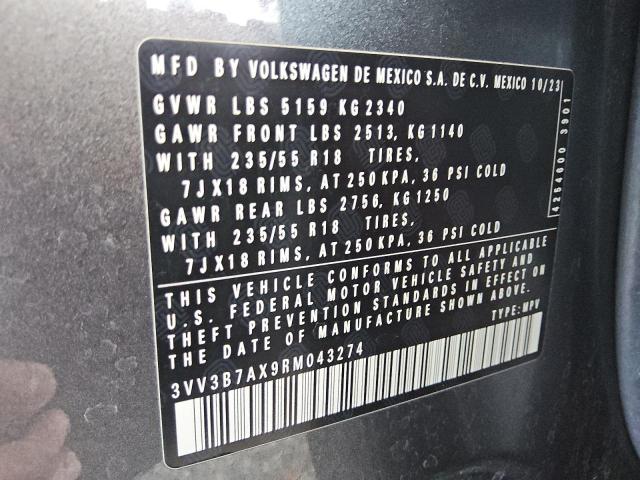 MFD BY VOLKSWAGEN DE MEXICO S.A. DE C.V. MEXICO 10/23
GVWR LBS 5159 KG 2340
GAWR FRONT LBS 2513, KG 1140
WITH 235/55 R18 TIRES,
7JX18 RIMS, AT 250 KPA, 36 PSI COLD
GAWR REAR LBS 2756, KG 1250
WITH 235/55 R18 TIRES,
7JX18 RIMS, AT 250 KPA, 36 PSI COLD
4264600 3901
THIS VEHICLE CONFORMS TO ALL APPLICABLE
U.S. FEDERAL MOTOR VEHICLE SAFETY AND
THEFT PREVENTION STANDARDS IN EFFECT ON
THE DATE OF MANUFACTURE SHOWN ABOVE.
3VV3B7AX9RM043274 TYPE:MPV